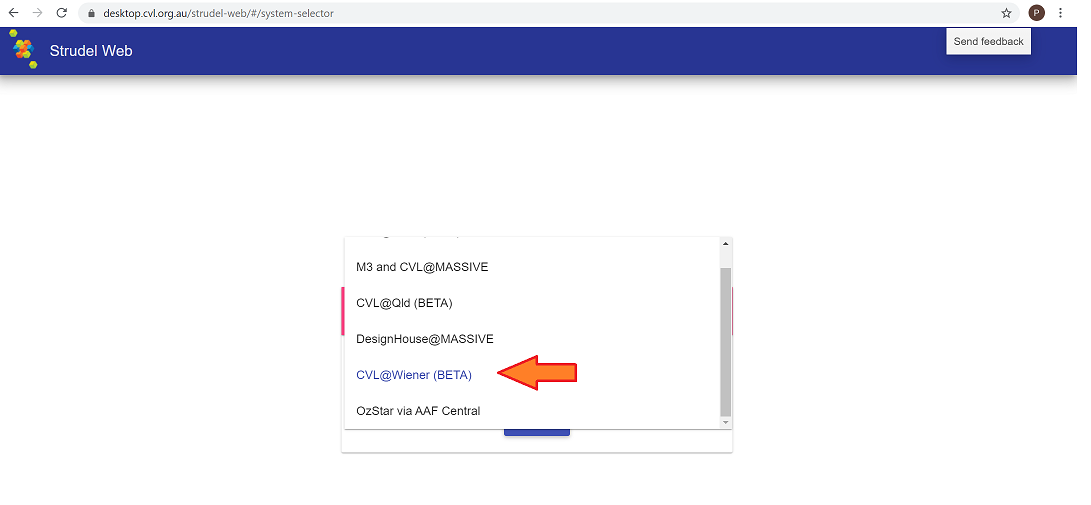 desktop.cvl.org.au/strudel-web/#/system-selector
P
Strudel Web
Send feedback
M3 and CVL@MASSIVE
CVL@Qld (BETA)
DesignHouse@MASSIVE
CVL@Wiener (BETA)
OzStar via AAF Central